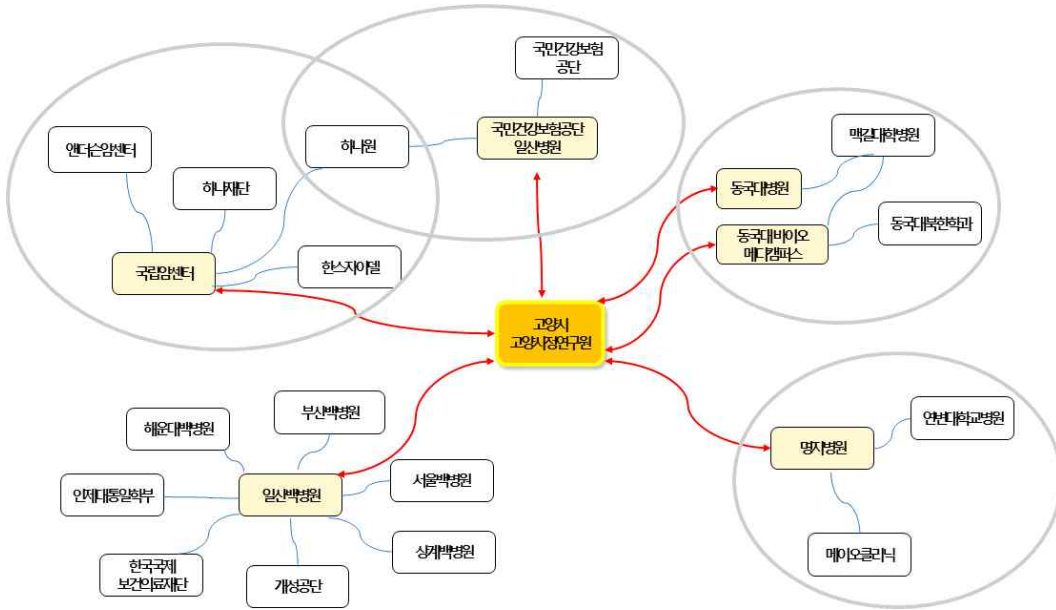 국민건강보험
공단
앤더슨암센터
하나재단
하나원
국민건강보험공단
일산병원
맥길대학병원
동국대병원
동국대바이오
메디캠퍼스
동국대북한학과
국립암센터
한스자이델
고양시
고양시정연구원
부산백병원
해운대백병원
인제대통일학부
일산백병원
서울백병원
상계백병원
한국국제
보건의료재단
개성공단
연변대학교병원
명지병원
메이오클리닉